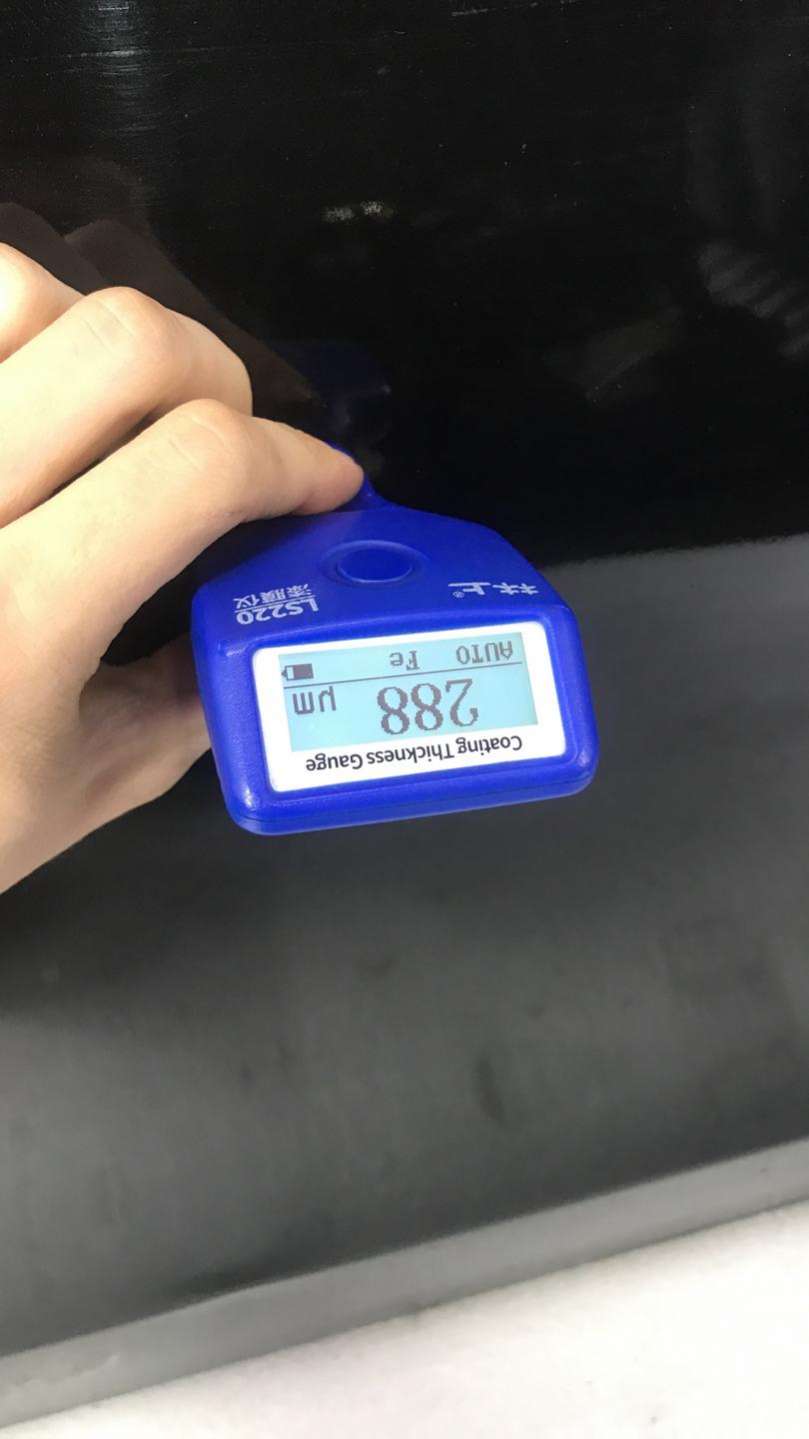 Coating Thickness Gauge
288 μm
AUTO Fe
林上®
LS220
漆膜仪